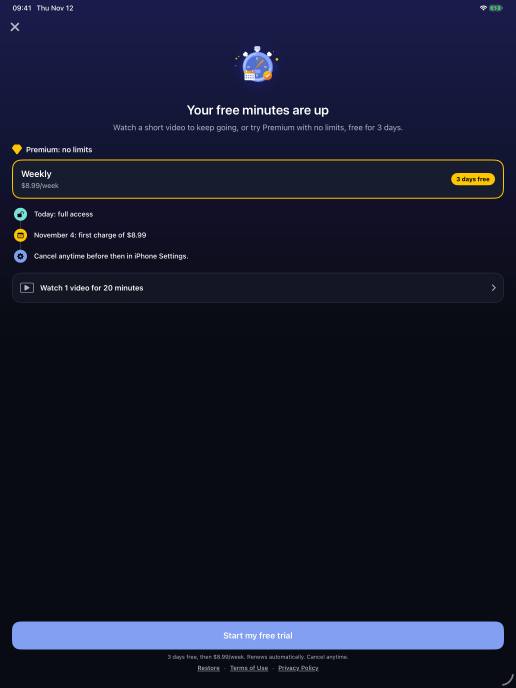 09:41 Thu Nov 12
Your free minutes are up
Watch a short video to keep going, or try Premium with no limits, free for 3 days.
Premium: no limits
Weekly
$8.99/week
3 days free
Today: full access
November 4: first charge of $8.99
Cancel anytime before then in iPhone Settings.
Watch 1 video for 20 minutes
Start my free trial
3 days free, then $8.99/week. Renews automatically. Cancel anytime.
Restore · Terms of Use · Privacy Policy